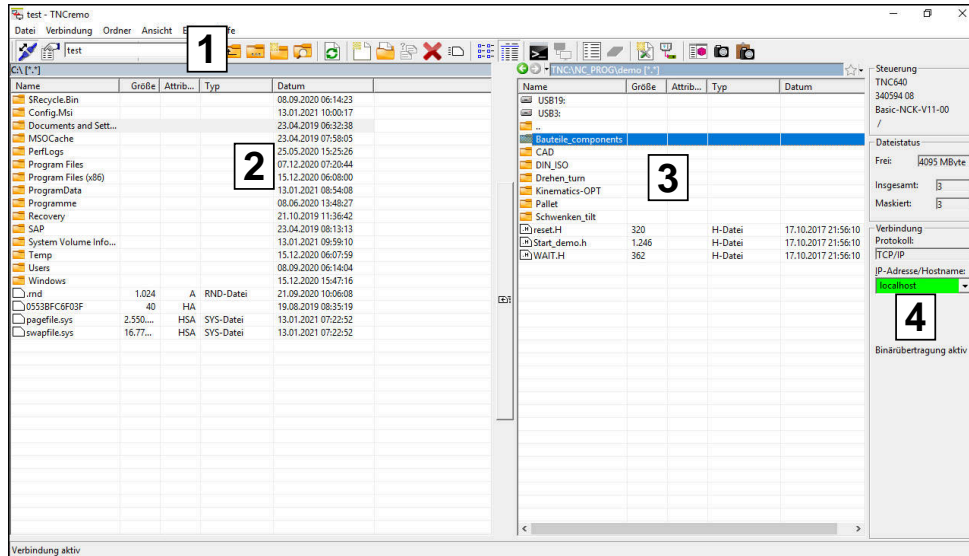 test - TNCremo
Datei Verbindung Ordner Ansicht
1
test
C:\ [*.*]
Name Größe Attrib... Typ Datum
$Recycle.Bin 08.09.2020 06:14:23
Config.Msi 13.01.2021 10:00:17
Documents and Sett... 23.04.2019 06:32:38
MSOCache 23.04.2019 07:58:05
PerfLogs 25.05.2020 15:25:26
Program Files 07.12.2020 07:20:44
Program Files (x86) 15.12.2020 06:08:00
ProgramData 13.01.2021 08:54:08
Programme 08.06.2020 13:48:27
Recovery 21.10.2019 11:36:42
SAP 23.04.2019 08:13:13
System Volume Info... 13.01.2021 09:59:10
Temp 15.12.2020 06:07:59
Users 08.09.2020 06:14:04
Windows 15.12.2020 15:47:16
.rnd 1.024 A RND-Datei 21.09.2020 10:06:08
0553BFC6F03F 40 HA 19.08.2019 08:35:19
pagefile.sys 2.550.... HSA SYS-Datei 13.01.2021 07:22:52
swapfile.sys 16.77... HSA SYS-Datei 13.01.2021 07:22:52
2
TNC:\NC_PROG\demo [*.*]
Name Größe Attrib... Typ Datum
USB19:
USB3:
..
Bauteile_components
CAD
DIN_ISO
Drehen_turn
Kinematics-OPT
Pallet
Schwenken_tilt
reset.H 320 H-Datei 17.10.2017 21:56:10
Start_demo.h 1.246 H-Datei 17.10.2017 21:56:10
WAIT.H 362 H-Datei 17.10.2017 21:56:10
3
Steuerung
TNC640
340594 08
Basic-NCK-V11-00
/
Dateistatus
Frei: 4095 MByte
Insgesamt: 3
Maskiert: 3
Verbindung
Protokoll:
TCP/IP
IP-Adresse/Hostname:
localhost
4
Binärübertragung aktiv
Verbindung aktiv